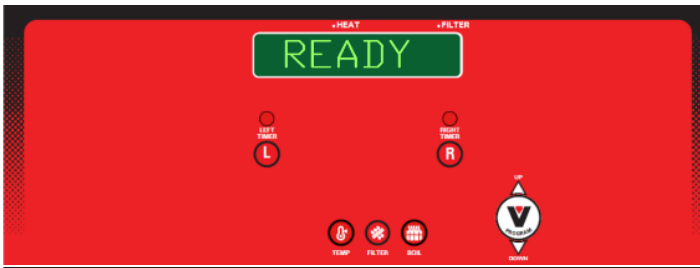 • HEAT
• FILTER
READY
LEFT
TIMER
RIGHT
TIMER
L
R
UP
V
PROGRAM
TEMP
FILTER
BOIL
DOWN